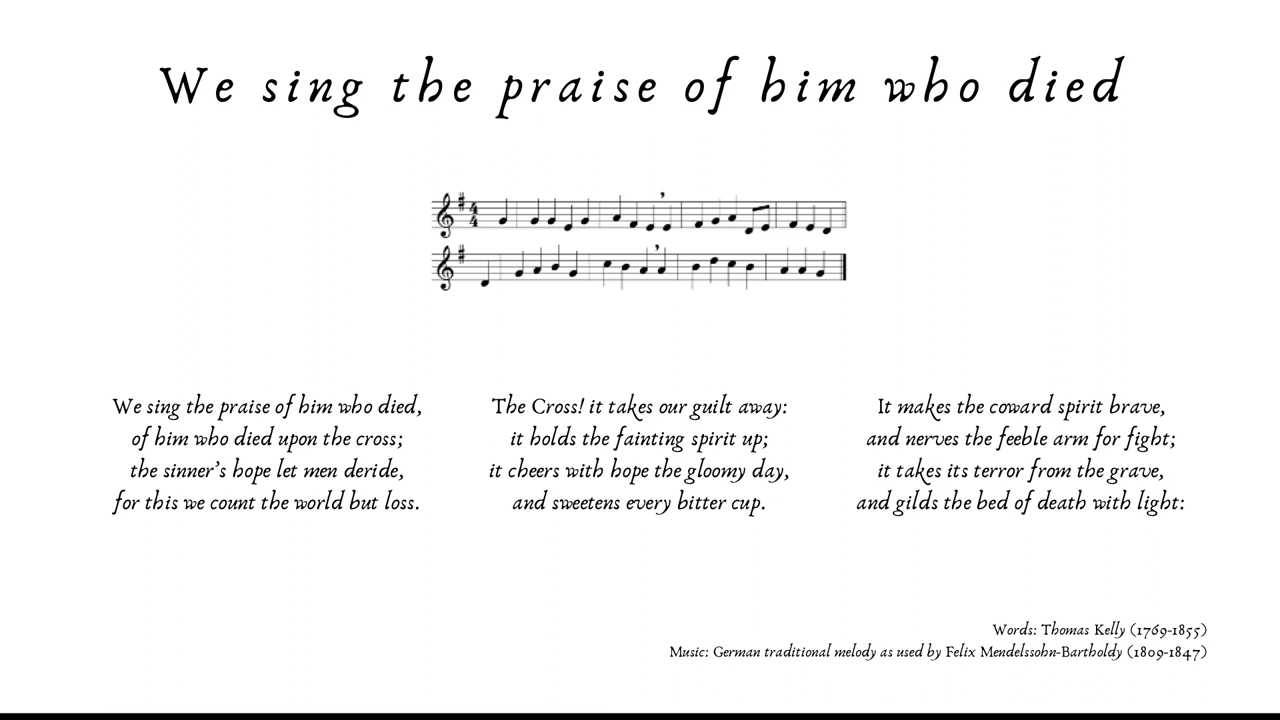 We sing the praise of him who died
We sing the praise of him who died,
of him who died upon the cross;
the sinner's hope let men deride,
for this we count the world but loss.
The Cross! it takes our guilt away:
it holds the fainting spirit up;
it cheers with hope the gloomy day,
and sweetens every bitter cup.
It makes the coward spirit brave,
and nerves the feeble arm for fight;
it takes its terror from the grave,
and gilds the bed of death with light:
Words: Thomas Kelly (1769-1855)
Music: German traditional melody as used by Felix Mendelssohn-Bartholdy (1809-1847)